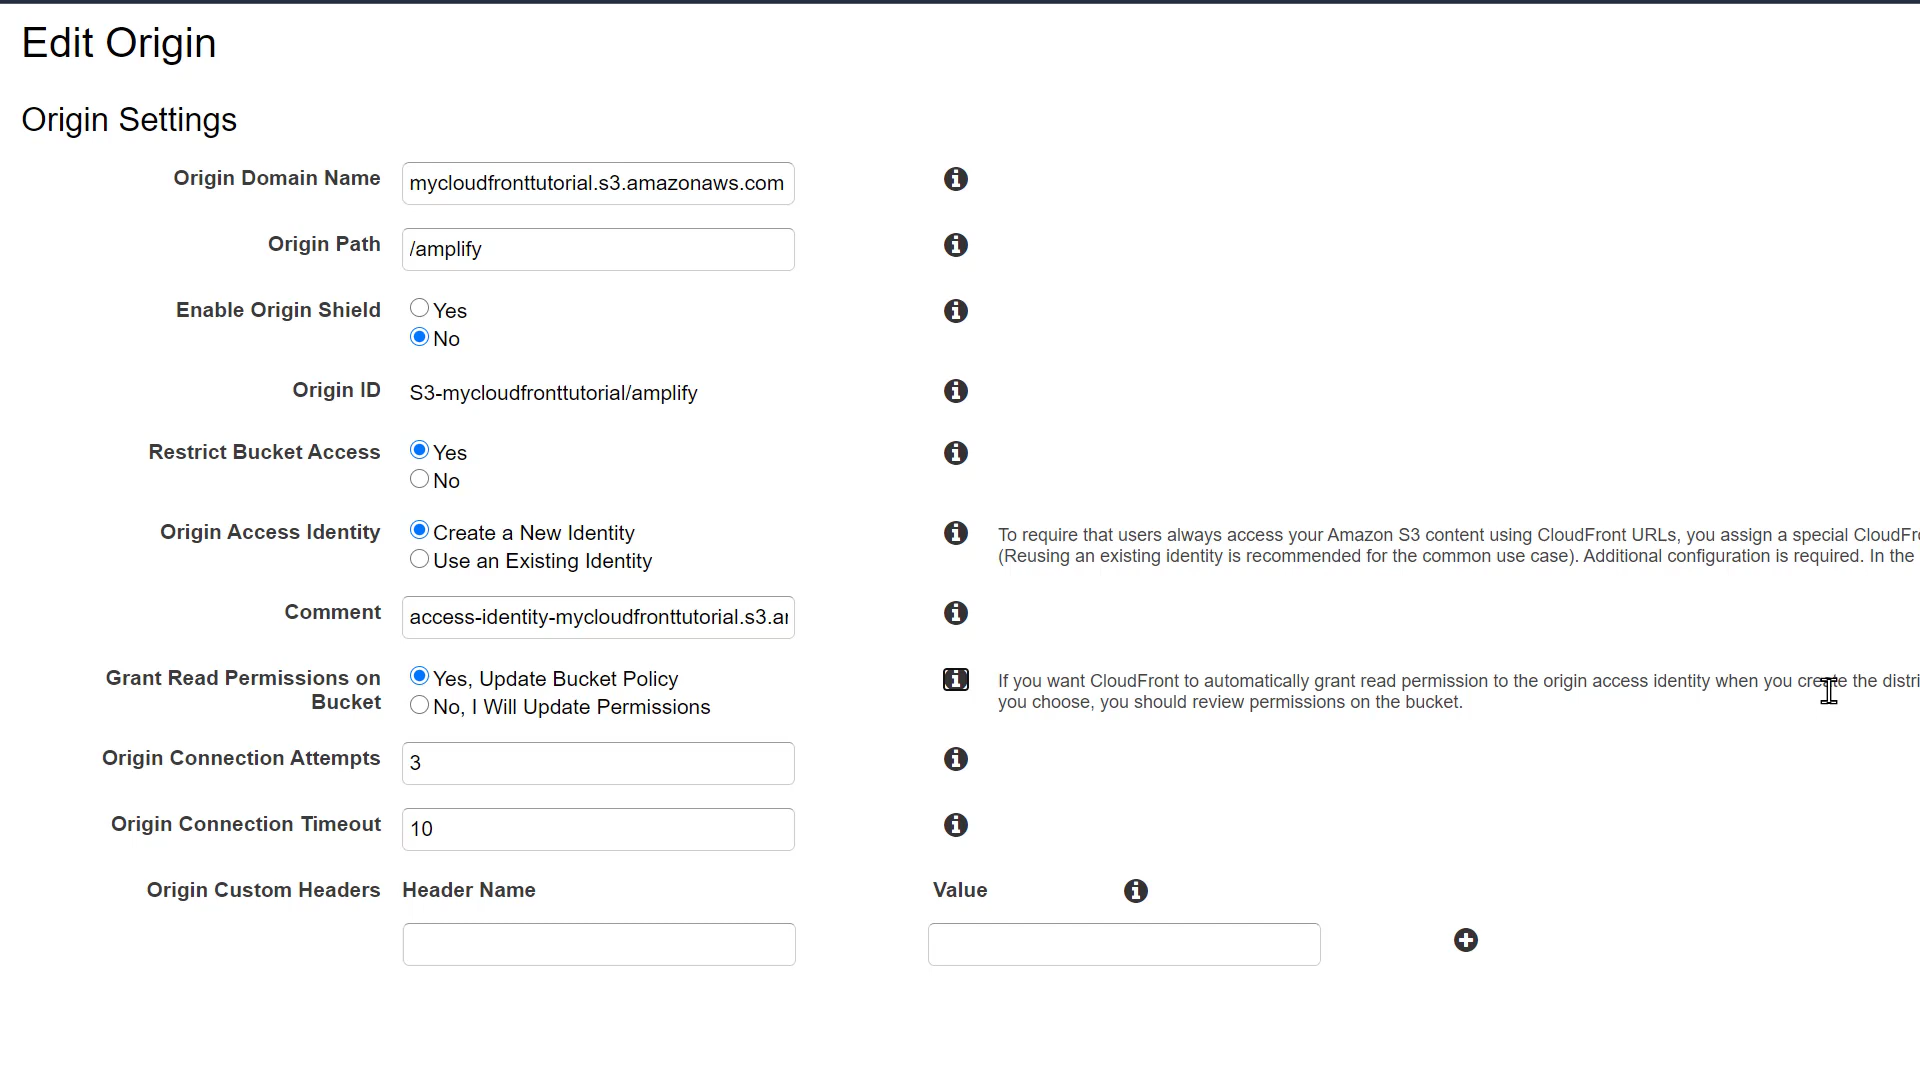 Edit Origin
Origin Settings
Origin Domain Name mycloudfronttutorial.s3.amazonaws.com
Origin Path /amplify
Enable Origin Shield Yes
No
Origin ID S3-mycloudfronttutorial/amplify
Restrict Bucket Access Yes
No
Origin Access Identity Create a New Identity
Use an Existing Identity
To require that users always access your Amazon S3 content using CloudFront URLs, you assign a special
(Reusing an existing identity is recommended for the common use case). Additional configuration is required. In the
Comment access-identity-mycloudfronttutorial.s3.
Grant Read Permissions on
Bucket
Yes, Update Bucket Policy
No, I Will Update Permissions
If you want CloudFront to automatically grant read permission to the origin access identity when you create the
you choose, you should review permissions on the bucket.
Origin Connection Attempts 3
Origin Connection Timeout 10
Origin Custom Headers Header Name Value